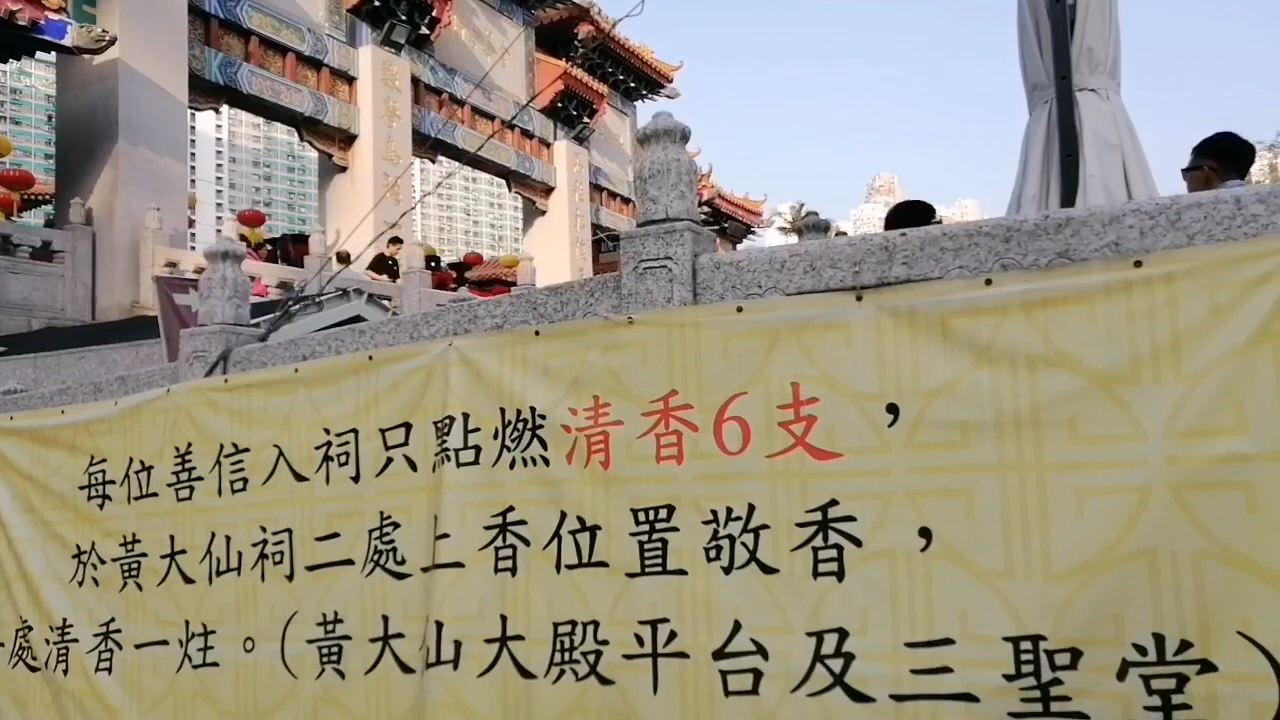 每位善信入祠只點燃清香6支，
於黃大仙祠二處上香位置敬香，
處清香一炷。(黃大山大殿平台及三聖堂)